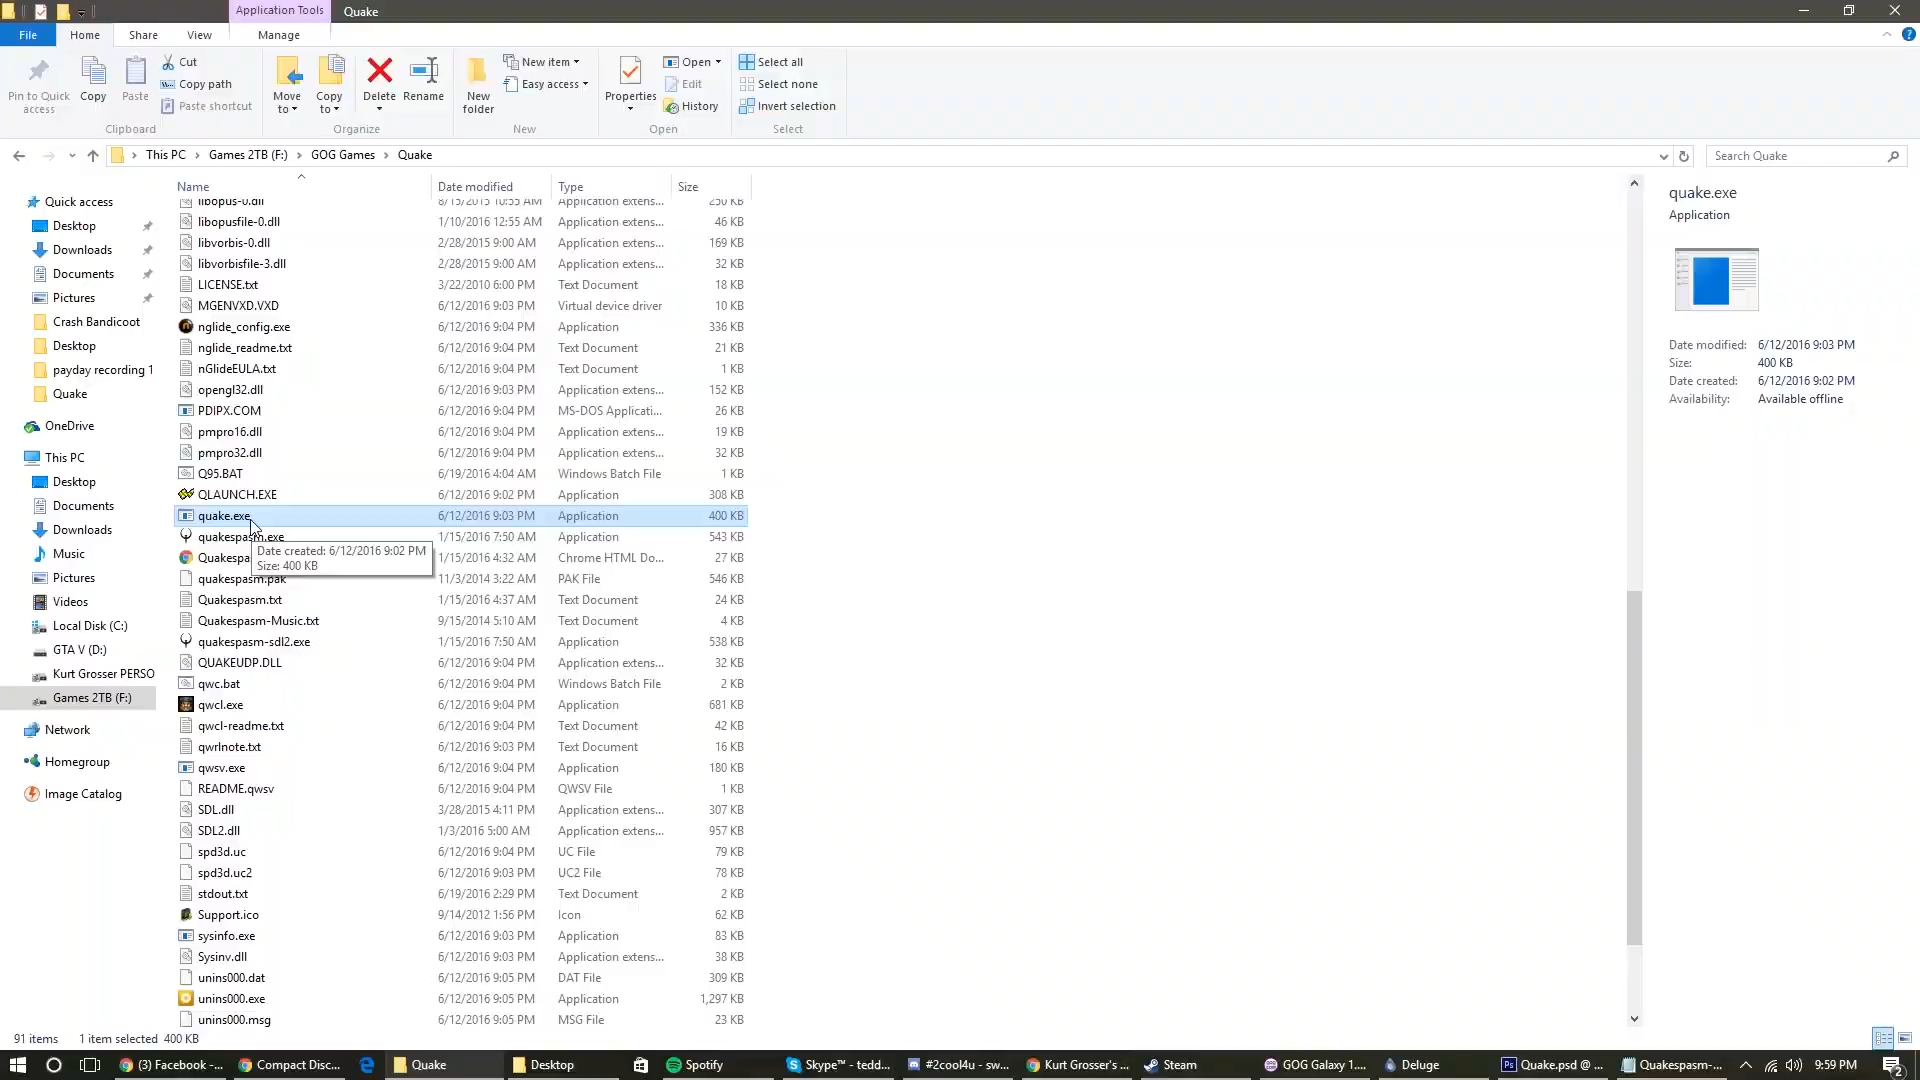 Application Tools
Quake
File
Home
Share
View
Manage
Pin to Quick access
Copy
Paste
Cut
Copy path
Paste shortcut
Clipboard
Move to
Copy to
Delete
Rename
Organize
New folder
New item
Easy access
New
Properties
Open
Edit
History
Open
Select all
Select none
Invert selection
Select
This PC
Games 2TB (F:)
GOG Games
Quake
Search Quake
Name Date modified Type Size
libopus-0.dll 8/15/2015 10:55 AM Application extens... 250 KB
libopusfile-0.dll 1/10/2016 12:55 AM Application extens... 46 KB
libvorbis-0.dll 2/28/2015 9:00 AM Application extens... 169 KB
libvorbisfile-3.dll 2/28/2015 9:00 AM Application extens... 32 KB
LICENSE.txt 3/22/2010 6:00 PM Text Document 18 KB
MGENVXD.VXD 6/12/2016 9:03 PM Virtual device driver 10 KB
nglide_config.exe 6/12/2016 9:04 PM Application 336 KB
nglide_readme.txt 6/12/2016 9:04 PM Text Document 21 KB
nGlideEULA.txt 6/12/2016 9:04 PM Text Document 1 KB
opengl32.dll 6/12/2016 9:03 PM Application extens... 152 KB
PDIPX.COM 6/12/2016 9:04 PM MS-DOS Applicati... 26 KB
pmpro16.dll 6/12/2016 9:04 PM Application extens... 19 KB
pmpro32.dll 6/12/2016 9:04 PM Application extens... 32 KB
Q95.BAT 6/19/2016 4:04 AM Windows Batch File 1 KB
QLAUNCH.EXE 6/12/2016 9:02 PM Application 308 KB
quake.exe 6/12/2016 9:03 PM Application 400 KB
quakespasm.exe 1/15/2016 7:50 AM Application 543 KB
Quakespa 1/15/2016 4:32 AM Chrome HTML Do... 27 KB
quakespasm.pak 11/3/2014 3:22 AM PAK File 546 KB
Quakespasm.txt 1/15/2016 4:37 AM Text Document 24 KB
Quakespasm-Music.txt 9/15/2014 5:10 AM Text Document 4 KB
quakespasm-sdl2.exe 1/15/2016 7:50 AM Application 538 KB
QUAKEUDP.DLL 6/12/2016 9:04 PM Application extens... 32 KB
qwc.bat 6/12/2016 9:04 PM Windows Batch File 2 KB
qwcl.exe 6/12/2016 9:04 PM Application 681 KB
qwcl-readme.txt 6/12/2016 9:04 PM Text Document 42 KB
qwrlnote.txt 6/12/2016 9:03 PM Text Document 16 KB
qwsv.exe 6/12/2016 9:04 PM Application 180 KB
README.qwsv 6/12/2016 9:04 PM QWSV File 1 KB
SDL.dll 3/28/2015 4:11 PM Application extens... 307 KB
SDL2.dll 1/3/2016 5:00 AM Application extens... 957 KB
spd3d.uc 6/12/2016 9:04 PM UC File 79 KB
spd3d.uc2 6/12/2016 9:03 PM UC2 File 78 KB
stdout.txt 6/19/2016 2:29 PM Text Document 2 KB
Support.ico 9/14/2012 1:56 PM Icon 62 KB
sysinfo.exe 6/12/2016 9:03 PM Application 83 KB
Sysinv.dll 6/12/2016 9:03 PM Application extens... 38 KB
unins000.dat 6/12/2016 9:05 PM DAT File 309 KB
unins000.exe 6/12/2016 9:05 PM Application 1,297 KB
unins000.msg 6/12/2016 9:05 PM MSG File 23 KB
Date created: 6/12/2016 9:02 PM
Size: 400 KB
Quick access
Desktop
Downloads
Documents
Pictures
Crash Bandicoot
Desktop
payday recording 1
Quake
OneDrive
This PC
Desktop
Documents
Downloads
Music
Pictures
Videos
Local Disk (C:)
GTA V (D:)
Kurt Grosser PERSO
Games 2TB (F:)
Network
Homegroup
Image Catalog
quake.exe
Application
Date modified: 6/12/2016 9:03 PM
Size: 400 KB
Date created: 6/12/2016 9:02 PM
Availability: Available offline
91 items 1 item selected 400 KB
(3) Facebook -...
Compact Disc...
Quake
Desktop
Spotify
Skype™ - tedd...
#2cool4u - sw...
Kurt Grosser's ...
Steam
GOG Galaxy 1....
Deluge
Quake.psd @ ...
Quakespasm-...
9:59 PM
2